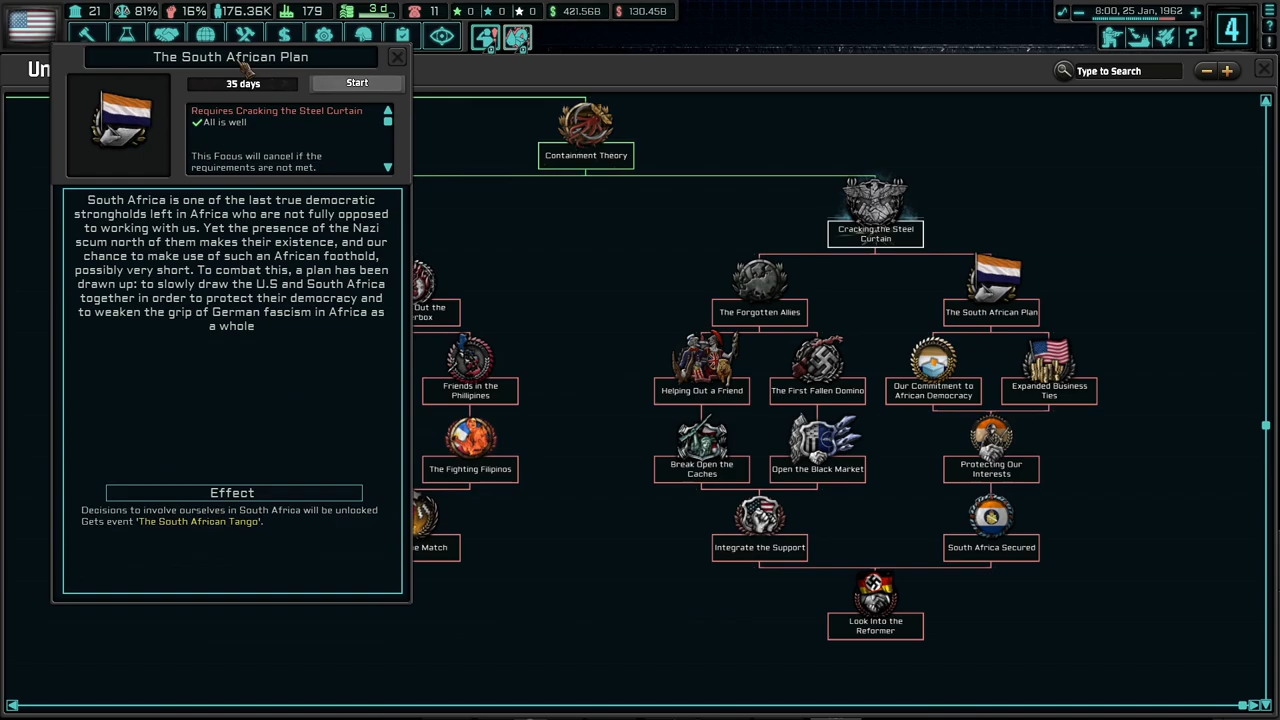 21 81% 16% 176.36K 179 3 d 11 0 0 0 $ 421.56B $ 130.45B 8:00, 25 Jan, 1962
4
The South African Plan
Un
Type to Search
35 days Start
Requires Cracking the Steel Curtain
All is well
This Focus will cancel if the
requirements are not met.
South Africa is one of the last true democratic
strongholds left in Africa who are not fully opposed
to working with us. Yet the presence of the Nazi
scum north of them makes their existence, and our
chance to make use of such an African foothold,
possibly very short. To combat this, a plan has been
drawn up: to slowly draw the U.S and South Africa
together in order to protect their democracy and
to weaken the grip of German fascism in Africa as
a whole
Effect
Decisions to involve ourselves in South Africa will be unlocked
Gets event 'The South African Tango'.
Containment Theory
Cracking the Steel
Curtain
Out the
rbox
The Forgotten Allies
The South African Plan
Friends in the
Phillipines
Helping Out a Friend
The First Fallen Domino
Our Commitment to
African Democracy
Expanded Business
Ties
The Fighting Filipinos
Break Open the
Caches
Open the Black Market
Protecting Our
Interests
e Match
Integrate the Support
South Africa Secured
Look Into the
Reformer